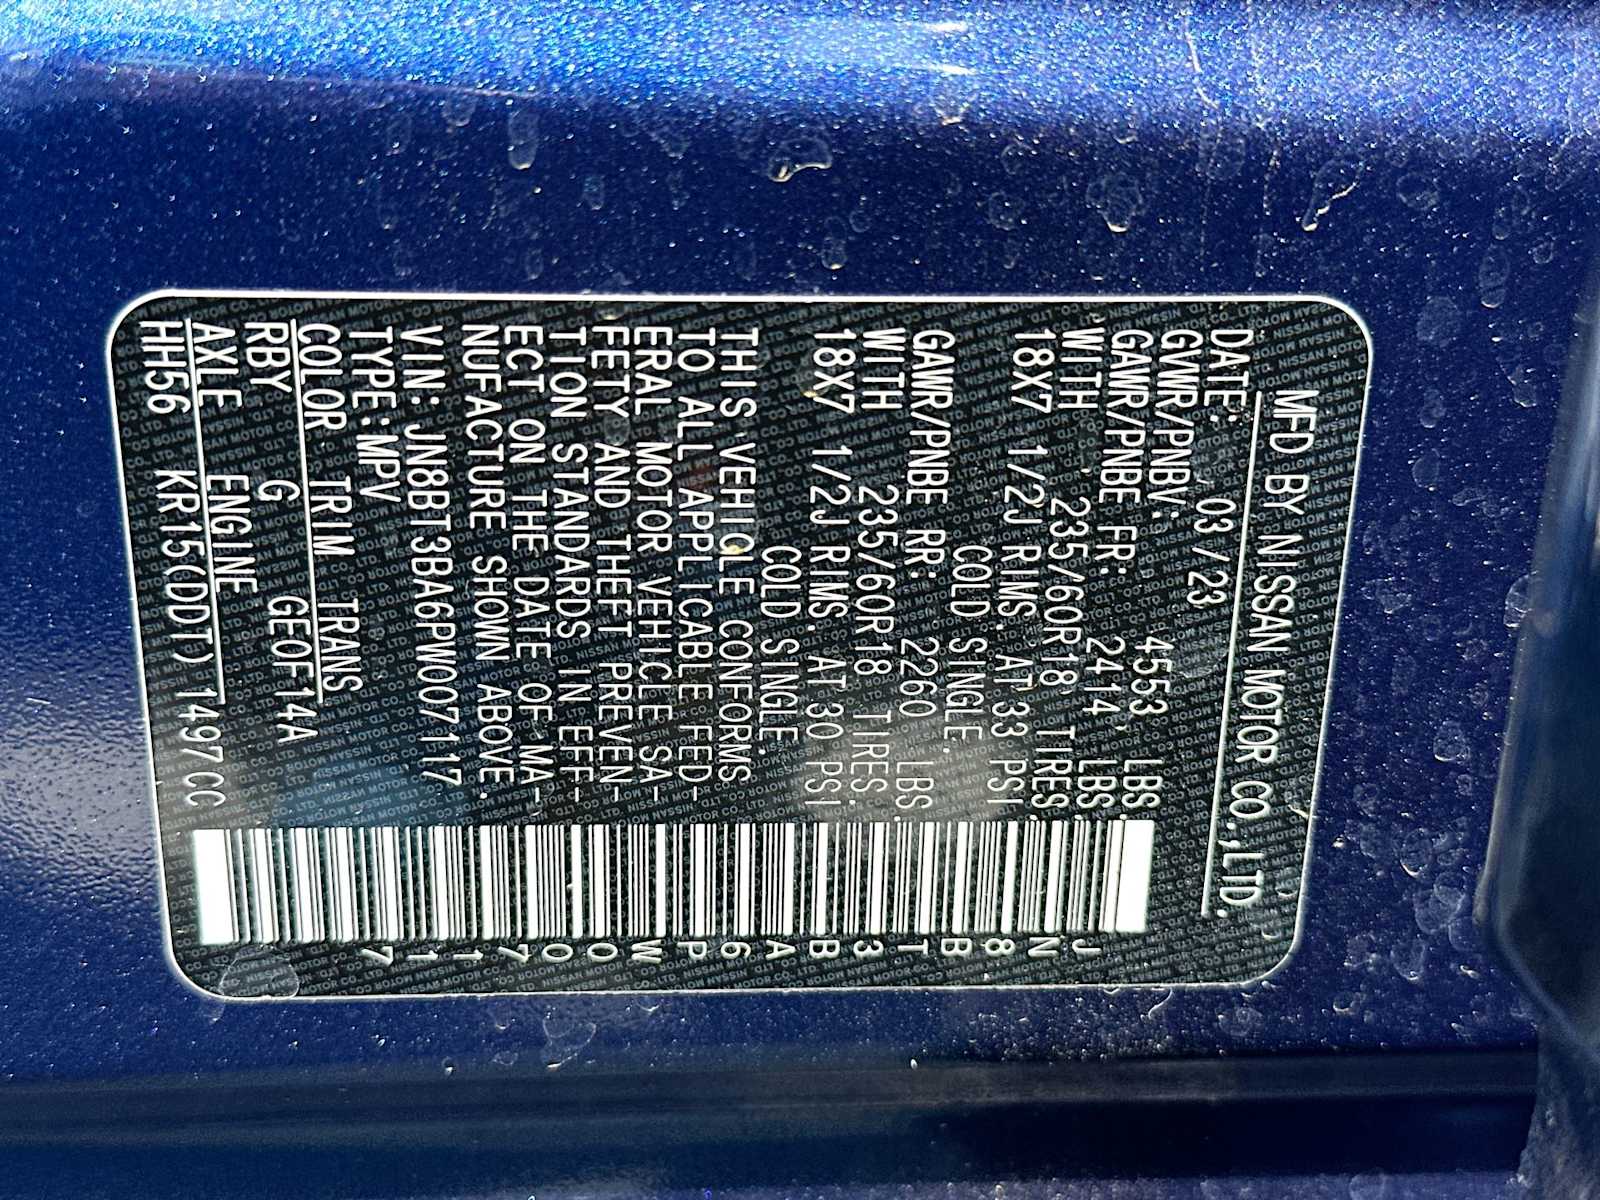 MFD BY NISSAN MOTOR CO.,LTD.
DATE: 03/23
GVWR/PNBV: 4553 LBS.
GAWR/PNBE FR: 2414 LBS.
WITH 235/60R18 TIRES.
18X7 1/2J RIMS. AT 33 PSI
COLD SINGLE.
GAWR/PNBE RR: 2260 LBS.
WITH 235/60R18 TIRES.
18X7 1/2J RIMS. AT 30 PSI
COLD SINGLE.
THIS VEHICLE CONFORMS
TO ALL APPLICABLE FED-
ERAL MOTOR VEHICLE SA-
FETY AND THEFT PREVEN-
TION STANDARDS IN EFF-
ECT ON THE DATE OF MA-
NUFACTURE SHOWN ABOVE.
VIN: JN8BT3BA6PW007117
TYPE:MPV
COLOR TRIM TRANS
RBY G GE0F14A
AXLE ENGINE
HH56 KR15(DDT) 1497CC
JN8BT3BA6PW007117